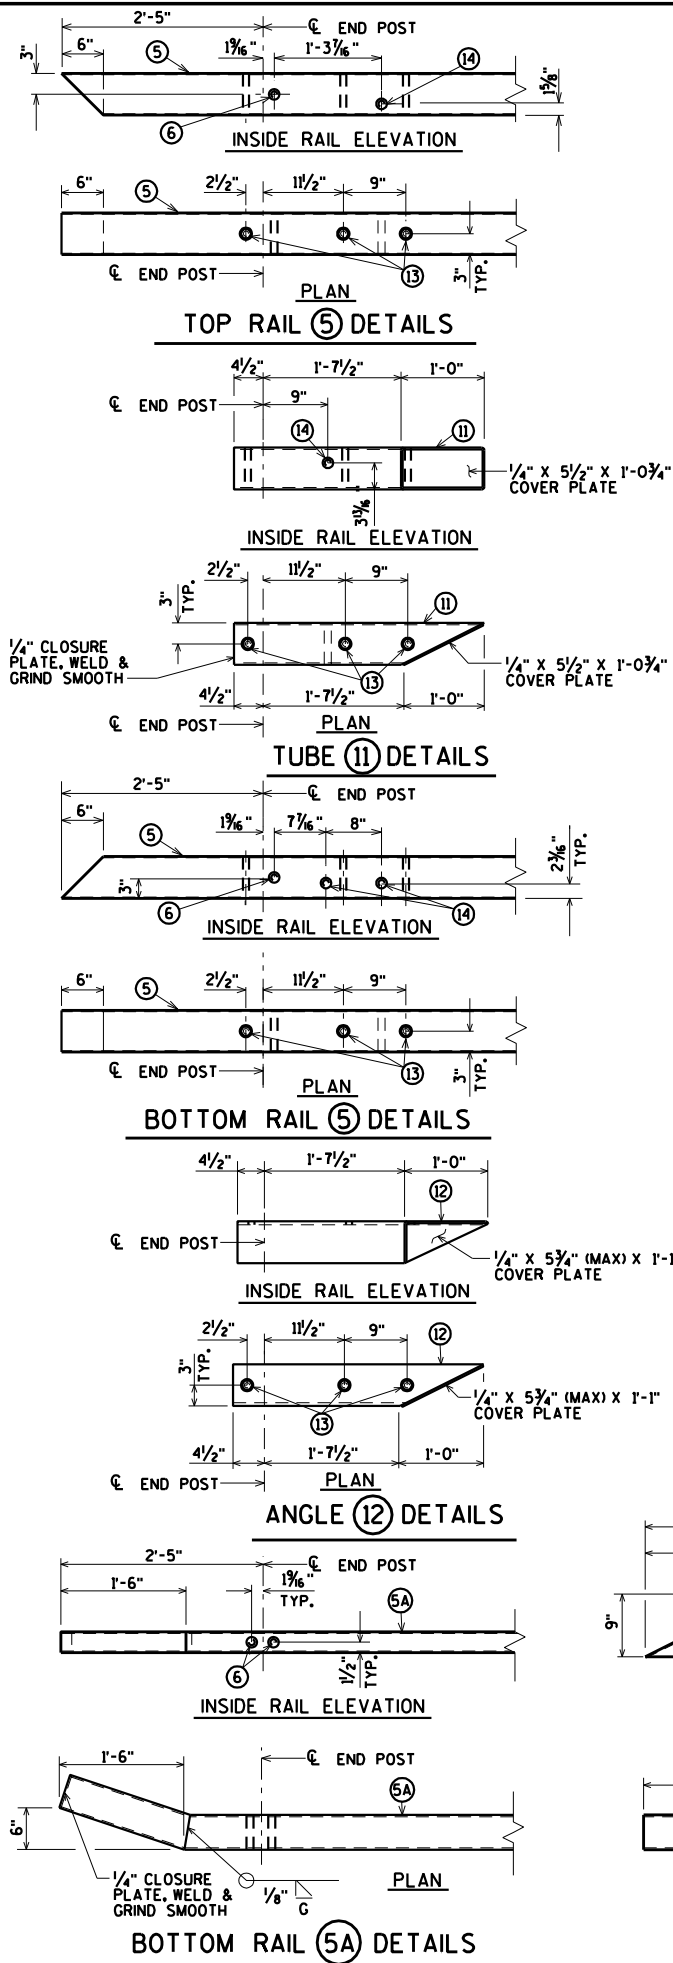 2'-5"
℄ END POST
6" 5 1 9/16" 1'-3 7/16" 14
3"
1 5/8"
6
INSIDE RAIL ELEVATION
6" 5 2 1/2" 11 1/2" 9"
℄ END POST 13 3" TYP.
PLAN
TOP RAIL 5 DETAILS
4 1/2" 1'-7 1/2" 1'-0"
℄ END POST 9"
14 11
1/4" X 5 1/2" X 1'-0 3/4"
COVER PLATE
3 13/16"
INSIDE RAIL ELEVATION
2 1/2" 11 1/2" 9"
3" TYP.
11
1/4" CLOSURE
PLATE, WELD &
GRIND SMOOTH
1/4" X 5 1/2" X 1'-0 3/4"
COVER PLATE
13
4 1/2" 1'-7 1/2" 1'-0"
℄ END POST PLAN
TUBE 11 DETAILS
2'-5"
℄ END POST
6" 5 1 9/16" 7 7/16" 8"
2 3/16" TYP.
3"
6 14
INSIDE RAIL ELEVATION
6" 5 2 1/2" 11 1/2" 9"
℄ END POST 13 3" TYP.
PLAN
BOTTOM RAIL 5 DETAILS
4 1/2" 1'-7 1/2" 1'-0"
12
℄ END POST
1/4" X 5 3/4" (MAX) X 1'-1
COVER PLATE
INSIDE RAIL ELEVATION
2 1/2" 11 1/2" 9" 12
3" TYP.
1/4" X 5 3/4" (MAX) X 1'-1"
COVER PLATE
13
4 1/2" 1'-7 1/2" 1'-0"
℄ END POST PLAN
ANGLE 12 DETAILS
2'-5"
℄ END POST
1'-6" 1 9/16" TYP.
5A
9"
6 1 1/2" TYP.
INSIDE RAIL ELEVATION
1'-6" ℄ END POST
5A
6"
1/4" CLOSURE
PLATE, WELD &
GRIND SMOOTH
1/8" G
PLAN
BOTTOM RAIL 5A DETAILS